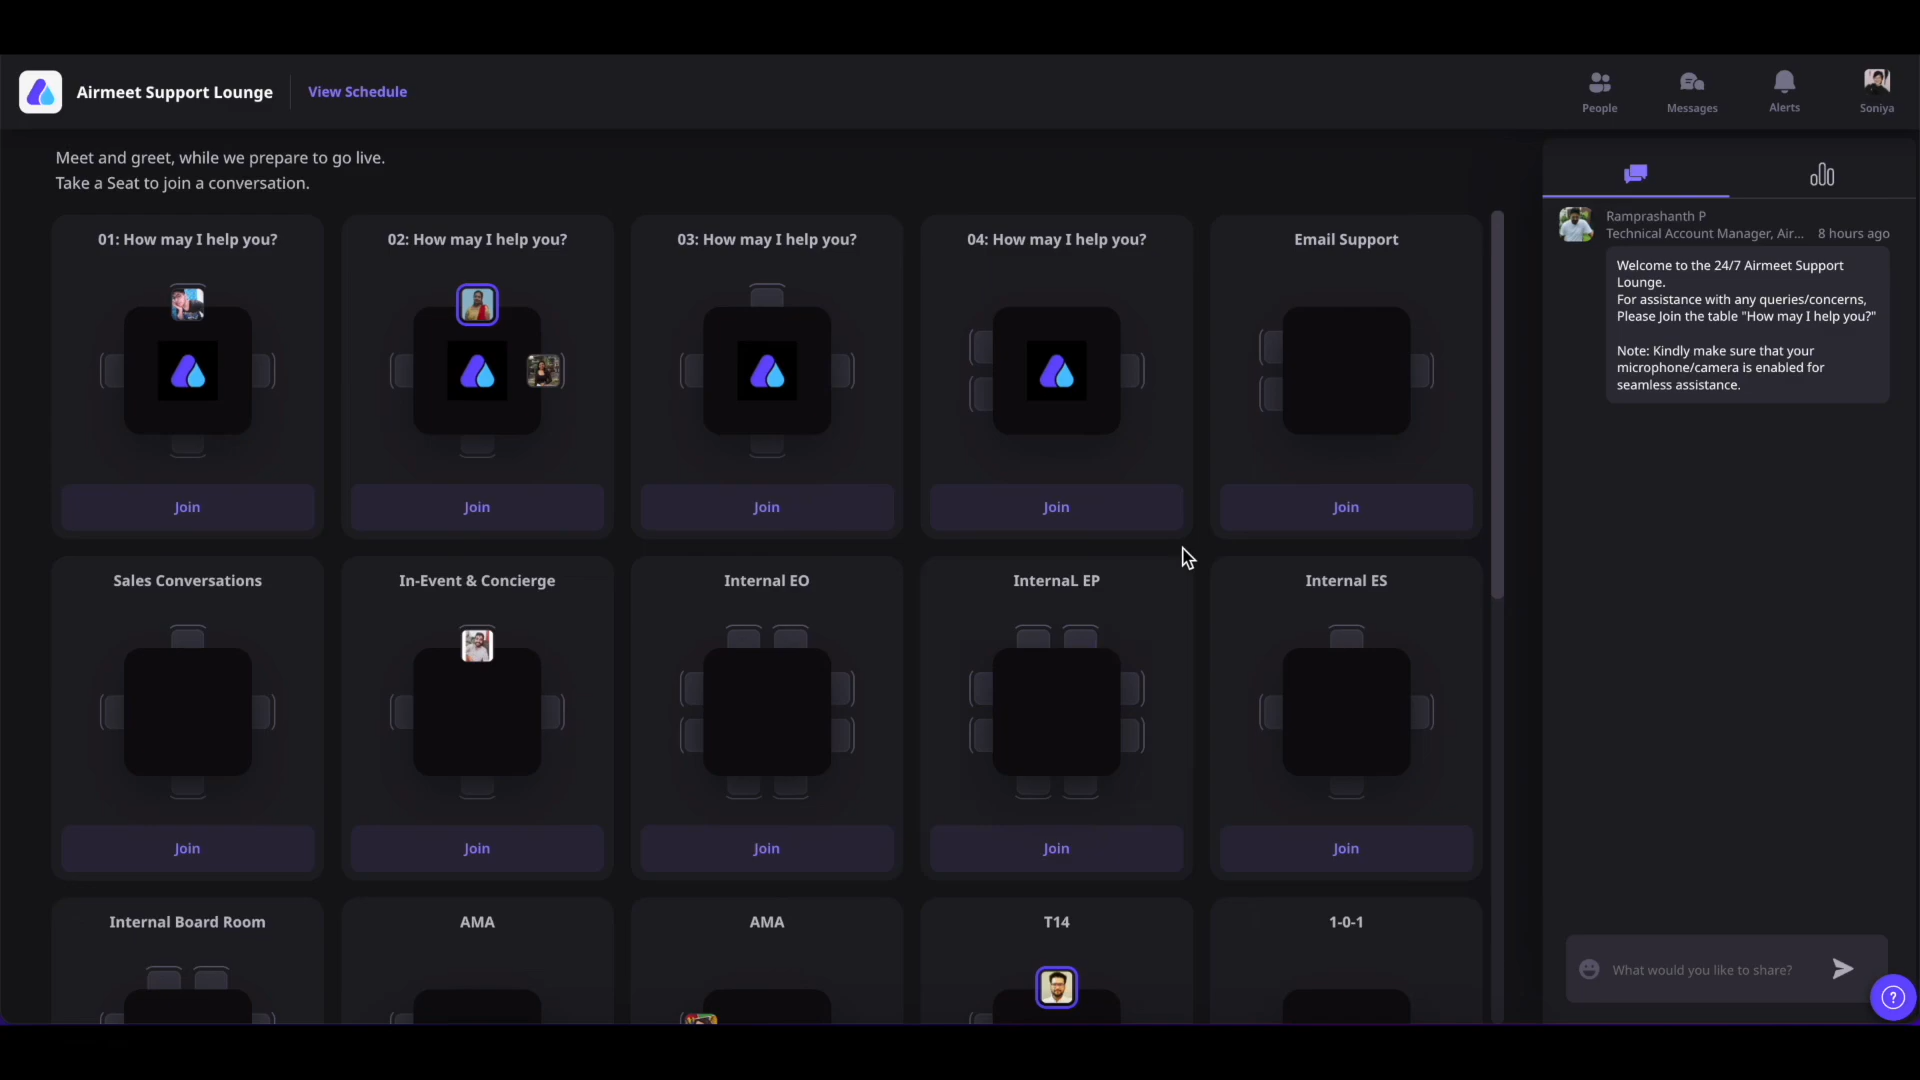 Airmeet Support Lounge
View Schedule
People
Messages
Alerts
Soniya
Meet and greet, while we prepare to go live.
Take a Seat to join a conversation.
01: How may I help you?
02: How may I help you?
03: How may I help you?
04: How may I help you?
Email Support
Join
Join
Join
Join
Join
Sales Conversations
In-Event & Concierge
Internal EO
InternaL EP
Internal ES
Join
Join
Join
Join
Join
Internal Board Room
AMA
AMA
T14
1-0-1
Ramprashanth P
Technical Account Manager, Air...
8 hours ago
Welcome to the 24/7 Airmeet Support
Lounge.
For assistance with any queries/concerns,
Please Join the table "How may I help you?"
Note: Kindly make sure that your
microphone/camera is enabled for
seamless assistance.
What would you like to share?
?